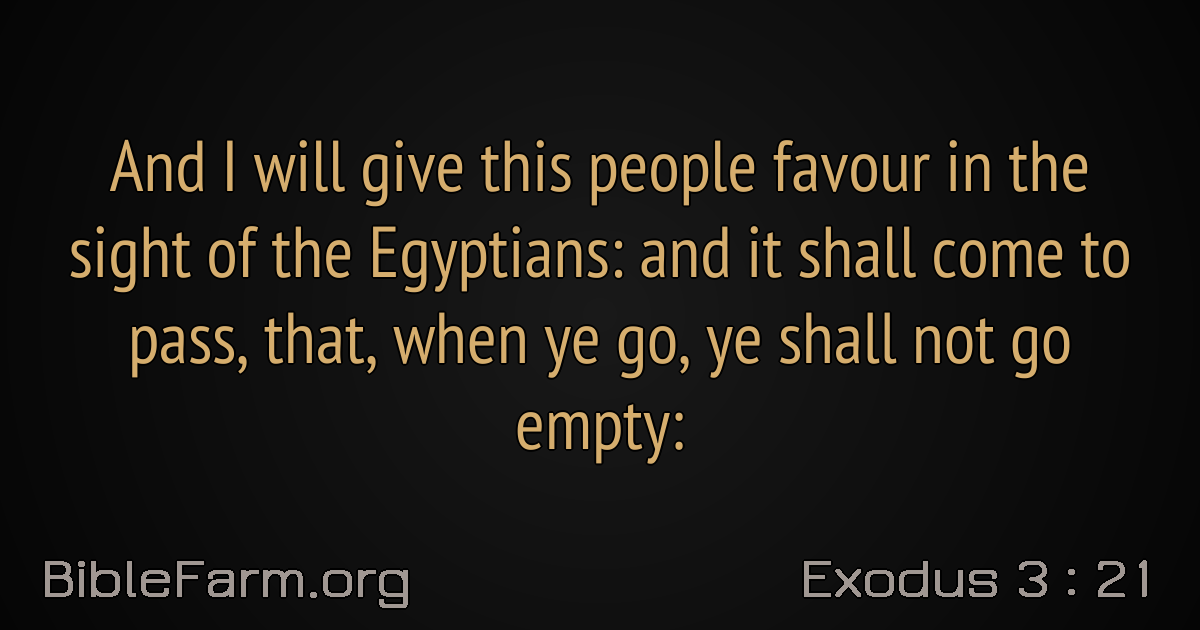 And I will give this people favour in the
sight of the Egyptians: and it shall come to
pass, that, when ye go, ye shall not go
empty:
BibleFarm.org
Exodus 3 : 21